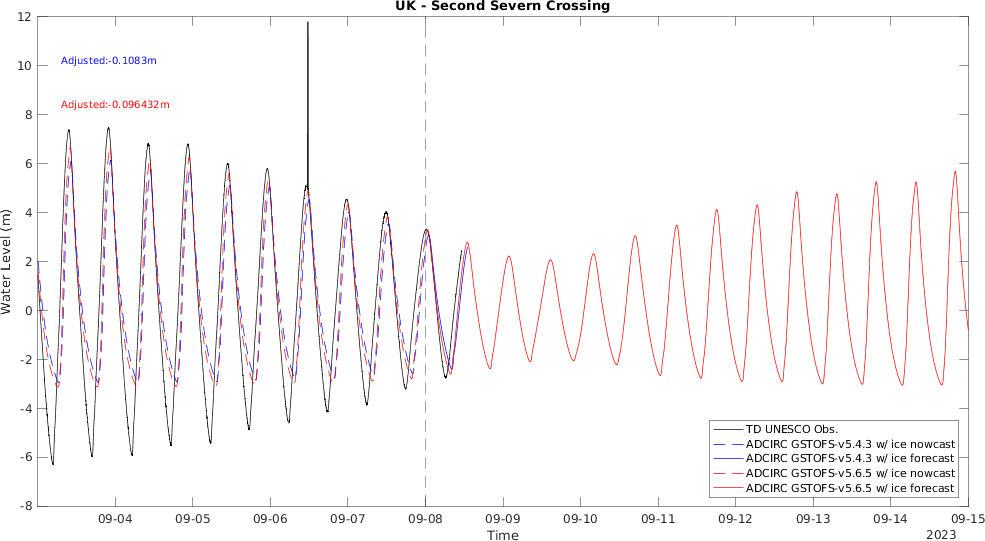 UK - Second Severn Crossing
12
10
8
6
4
2
0
-2
-4
-6
-8
Water Level (m)
Adjusted:-0.1083m
Adjusted:-0.096432m
TD UNESCO Obs.
ADCIRC GSTOFS-v5.4.3 w/ ice nowcast
ADCIRC GSTOFS-v5.4.3 w/ ice forecast
ADCIRC GSTOFS-v5.6.5 w/ ice nowcast
ADCIRC GSTOFS-v5.6.5 w/ ice forecast
09-04 09-05 09-06 09-07 09-08 09-09 09-10 09-11 09-12 09-13 09-14 09-15
Time
2023